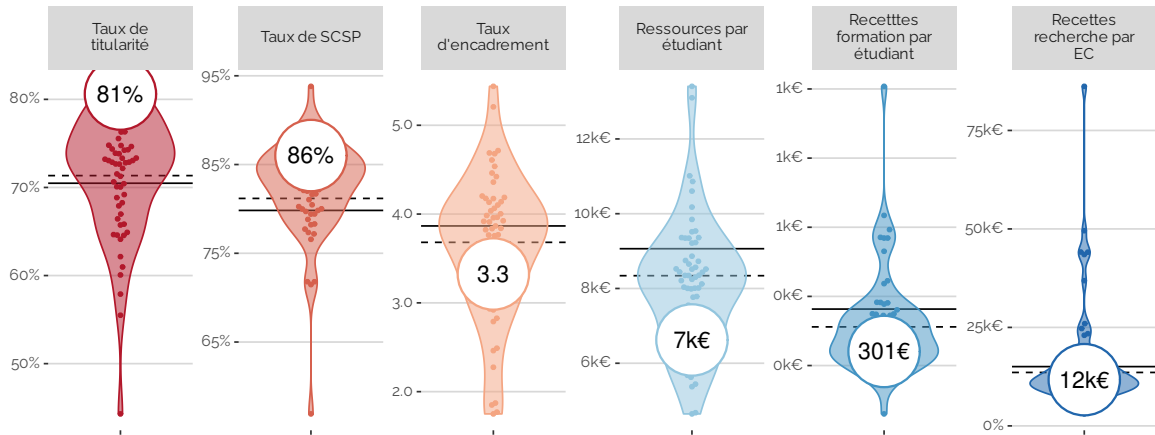 Taux de
titularité
Taux de SCSP
Taux
d'encadrement
Ressources par
étudiant
Recetttes
formation par
étudiant
Recettes
recherche par
EC
80%
70%
60%
50%
81%
95%
85%
75%
65%
86%
5.0
4.0
3.0
2.0
3.3
12k€
10k€
8k€
6k€
7k€
1k€
1k€
1k€
0k€
0k€
301€
75k€
50k€
25k€
0%
12k€